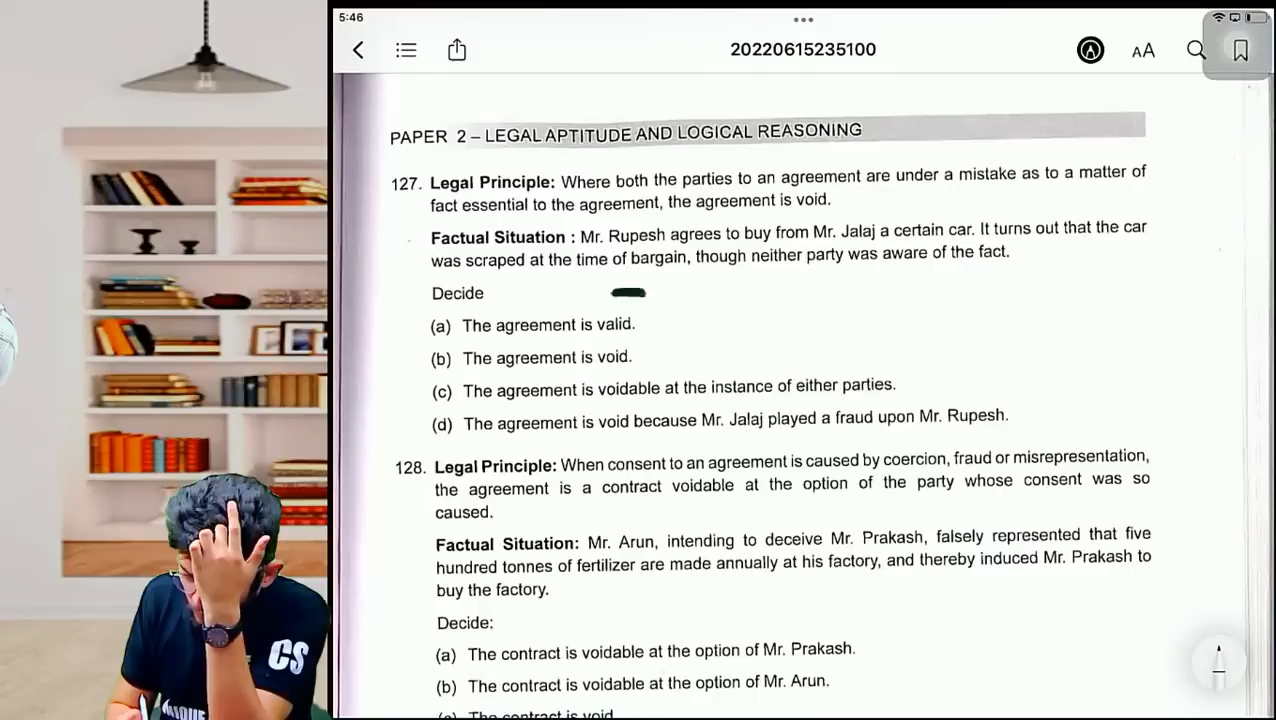 5:46
20220615235100
AA
PAPER 2 – LEGAL APTITUDE AND LOGICAL REASONING
127. Legal Principle: Where both the parties to an agreement are under a mistake as to a matter of
fact essential to the agreement, the agreement is void.
Factual Situation : Mr. Rupesh agrees to buy from Mr. Jalaj a certain car. It turns out that the car
was scraped at the time of bargain, though neither party was aware of the fact.
Decide
(a) The agreement is valid.
(b) The agreement is void.
(c) The agreement is voidable at the instance of either parties.
(d) The agreement is void because Mr. Jalaj played a fraud upon Mr. Rupesh.
128. Legal Principle: When consent to an agreement is caused by coercion, fraud or misrepresentation,
the agreement is a contract voidable at the option of the party whose consent was so
caused.
Factual Situation: Mr. Arun, intending to deceive Mr. Prakash, falsely represented that five
hundred tonnes of fertilizer are made annually at his factory, and thereby induced Mr. Prakash to
buy the factory.
Decide:
(a) The contract is voidable at the option of Mr. Prakash.
(b) The contract is voidable at the option of Mr. Arun.
The contract is void
CS